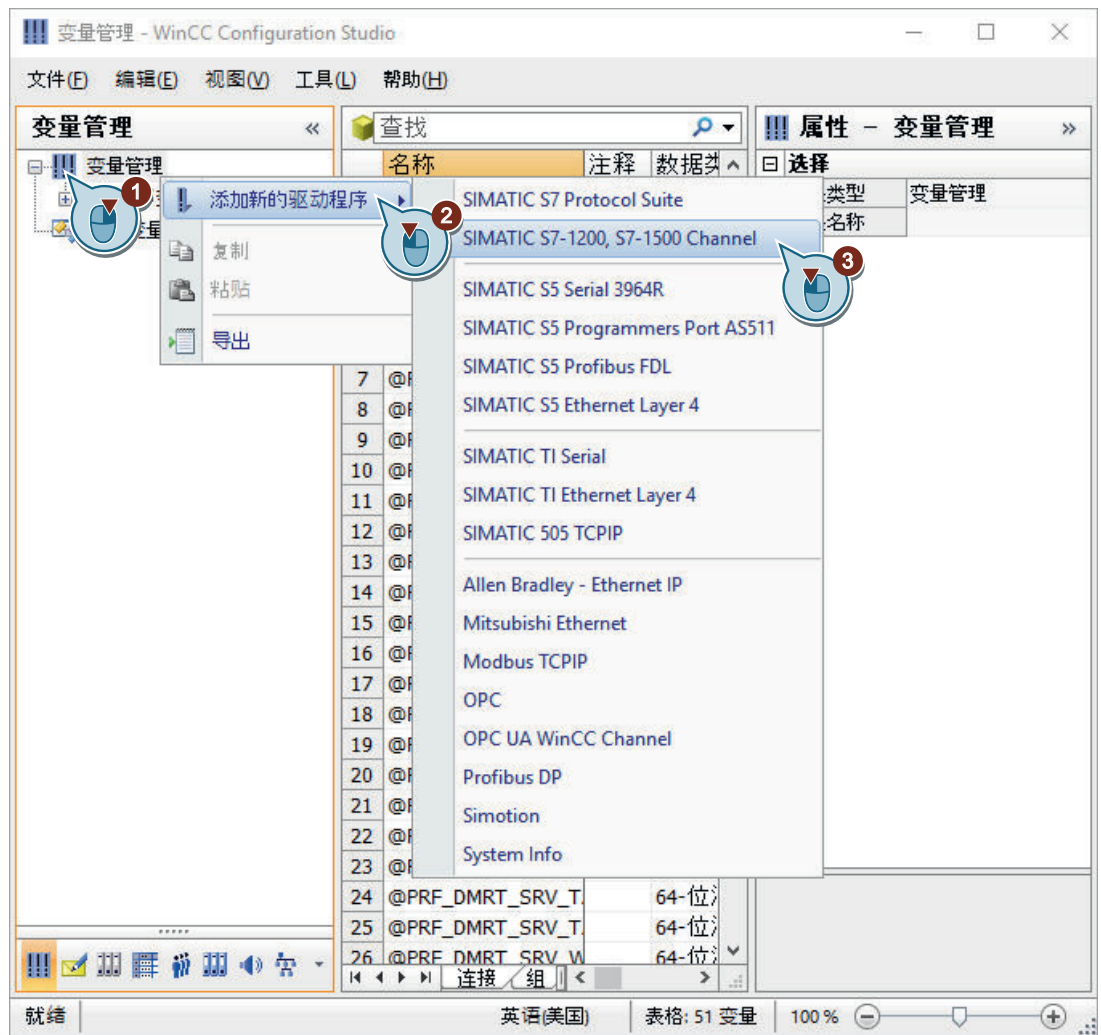 变量管理 - WinCC Configuration Studio
文件(F) 编辑(E) 视图(V) 工具(L) 帮助(H)
变量管理 «
查找
属性 - 变量管理 »
变量管理
名称 注释 数据类
选择
类型 变量管理
名称
1
添加新的驱动程序
2
复制
粘贴
导出
SIMATIC S7 Protocol Suite
SIMATIC S7-1200, S7-1500 Channel
3
SIMATIC S5 Serial 3964R
SIMATIC S5 Programmers Port AS511
SIMATIC S5 Profibus FDL
SIMATIC S5 Ethernet Layer 4
SIMATIC TI Serial
SIMATIC TI Ethernet Layer 4
SIMATIC 505 TCPIP
Allen Bradley - Ethernet IP
Mitsubishi Ethernet
Modbus TCPIP
OPC
OPC UA WinCC Channel
Profibus DP
Simotion
System Info
7 @
8 @
9 @
10 @
11 @
12 @
13 @
14 @
15 @
16 @
17 @
18 @
19 @
20 @
21 @
22 @
23 @
24 @PRF_DMRT_SRV_T. 64-位
25 @PRF_DMRT_SRV_T. 64-位
26 @PRF_DMRT_SRV_W 64-位
连接 组
就绪 英语(美国) 表格: 51 变量 100 %